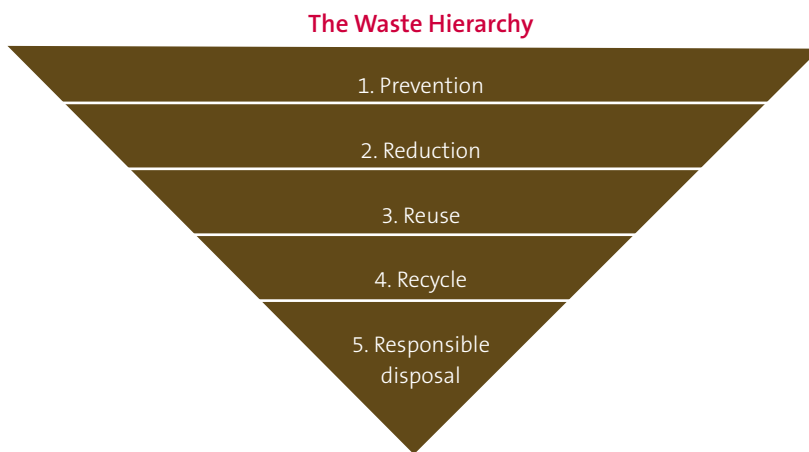 The Waste Hierarchy
1. Prevention
2. Reduction
3. Reuse
4. Recycle
5. Responsible
disposal